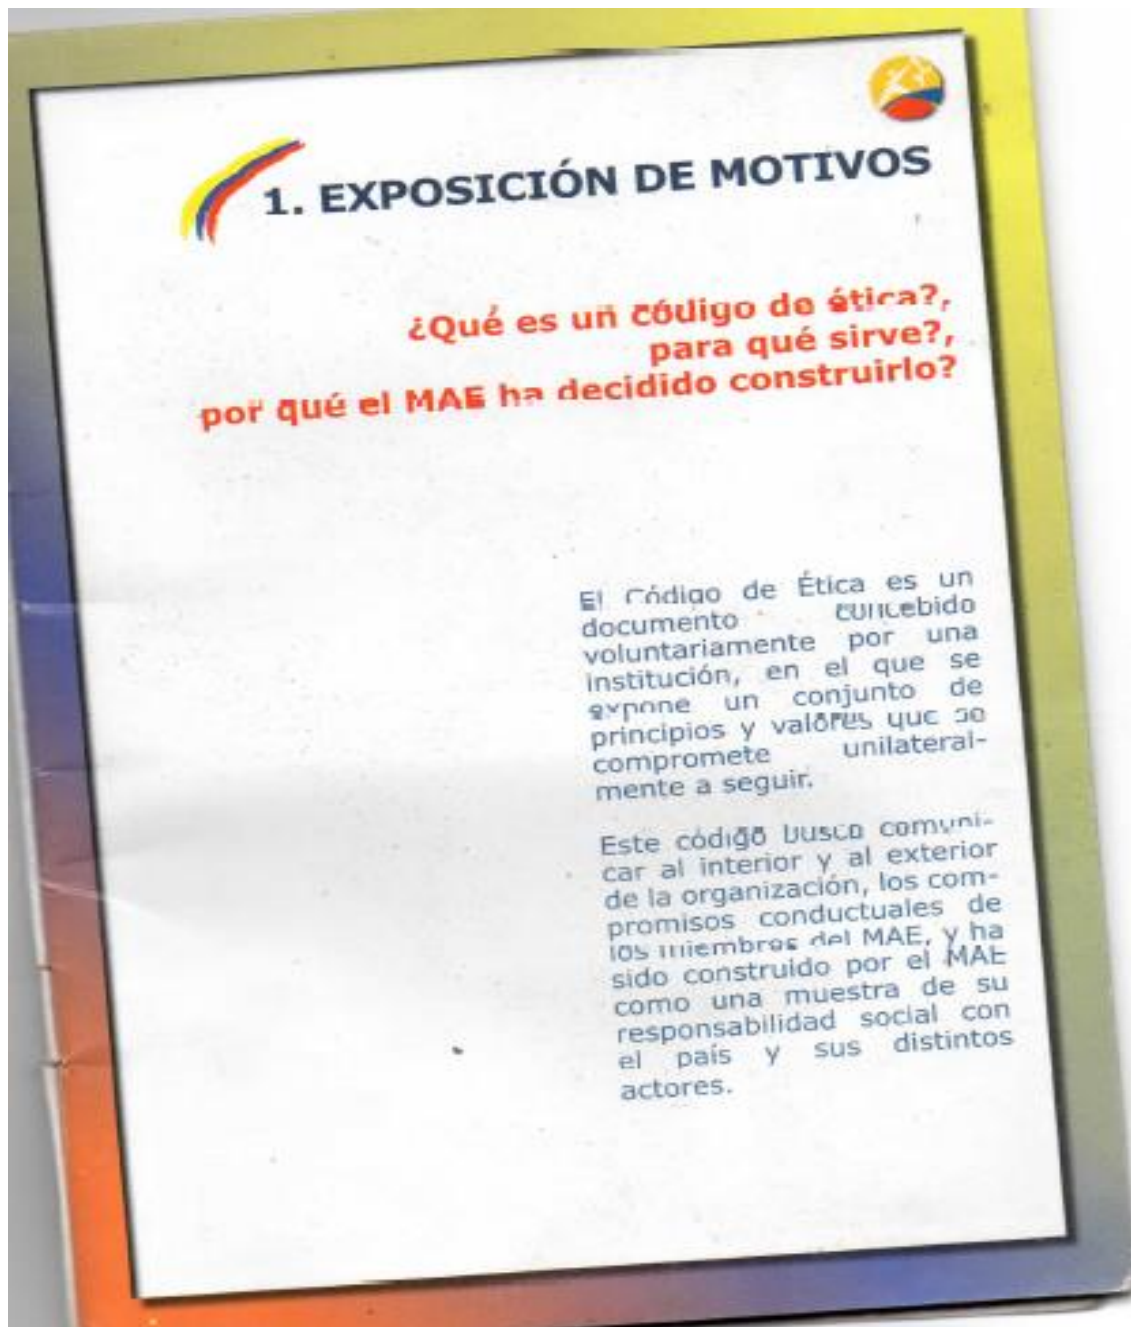 1. EXPOSICIÓN DE MOTIVOS
¿Qué es un código de ética?,
para qué sirve?,
por qué el MAE ha decidido construirlo?
El Código de Ética es un
documento concebido
voluntariamente por una
institución, en el que se
expone un conjunto de
principios y valores que se
compromete unilateral-
mente a seguir.
Este código busca comuni-
car al interior y al exterior
de la organización, los com-
promisos conductuales de
los miembros del MAE, y ha
sido construido por el MAE
como una muestra de su
responsabilidad social con
el país y sus distintos
actores.